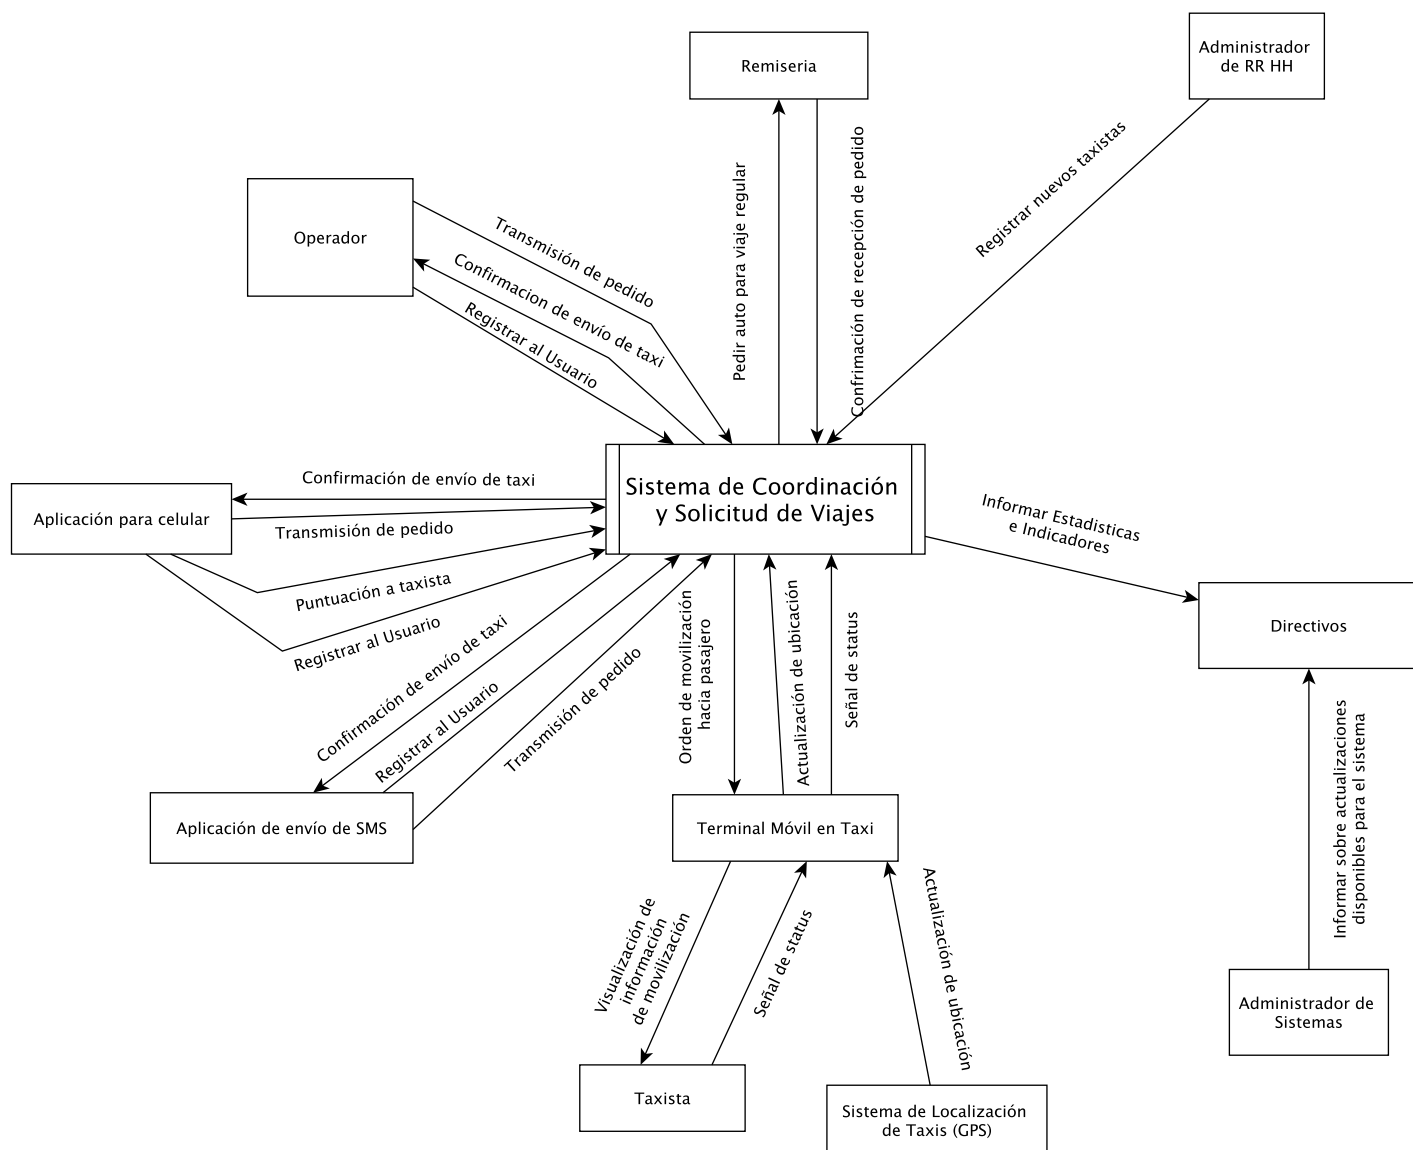 Remiseria
Administrador
de RR HH
Operador
Transmisión de pedido
Confirmacion de envío de taxi
Registrar al Usuario
Pedir auto para viaje regular
Confrimación de recepción de pedido
Registrar nuevos taxistas
Sistema de Coordinación
y Solicitud de Viajes
Aplicación para celular
Confirmación de envío de taxi
Transmisión de pedido
Puntuación a taxista
Registrar al Usuario
Informar Estadisticas
e Indicadores
Directivos
Confirmación de envío de taxi
Registrar al Usuario
Transmisión de pedido
Orden de movilización
hacia pasajero
Actualización de ubicación
Señal de status
Aplicación de envío de SMS
Terminal Móvil en Taxi
Informar sobre actualizaciones
disponibles para el sistema
Visualización de
información
de movilización
Señal de status
Actualización de ubicación
Administrador de
Sistemas
Taxista
Sistema de Localización
de Taxis (GPS)